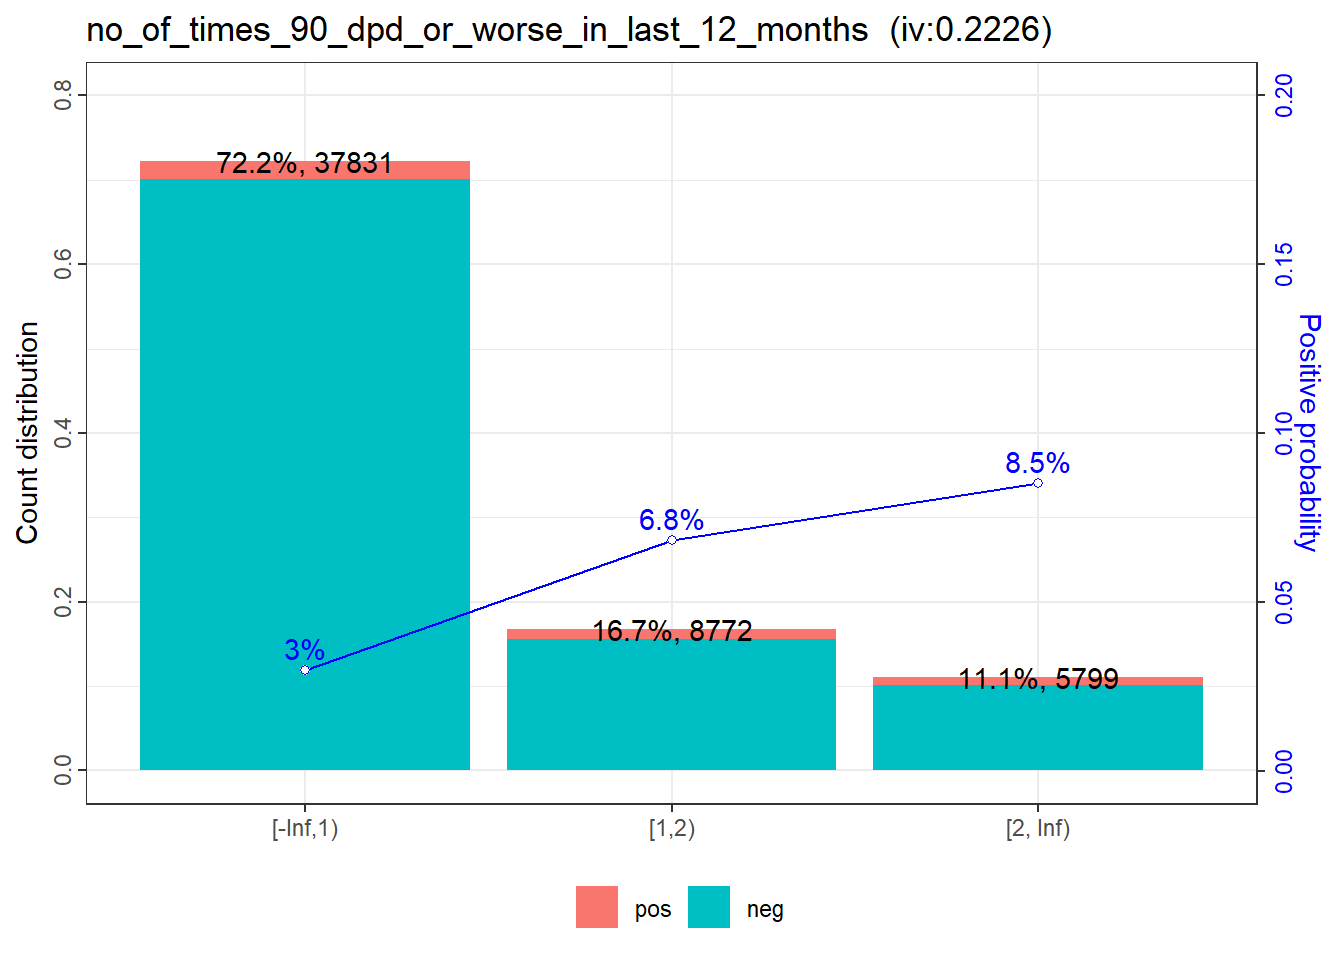 no_of_times_90_dpd_or_worse_in_last_12_months (iv:0.2226)
Count distribution
0.8
0.6
0.4
0.2
0.0
72.2%, 37831
16.7%, 8772
11.1%, 5799
3%
6.8%
8.5%
0.20
0.15
0.10
0.05
0.00
Positive probability
[-Inf,1)
[1,2)
[2, Inf)
pos
neg